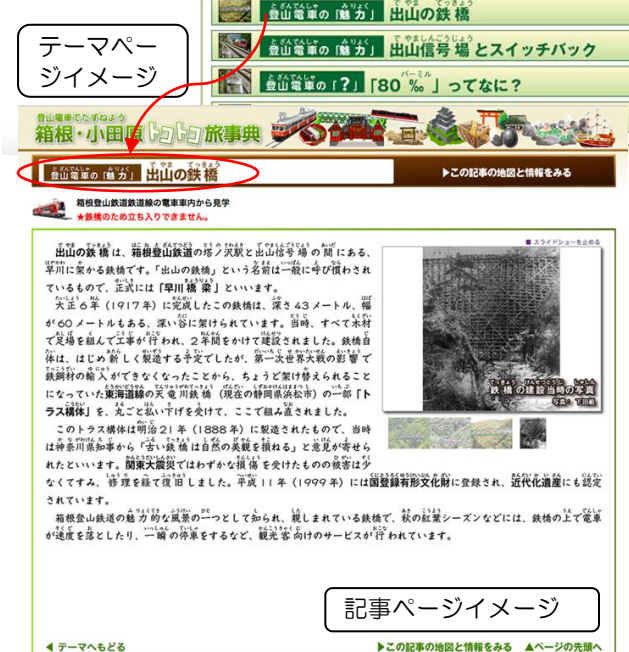 登山電車の「魅力」 出山の鉄橋
テーマページイメージ
登山電車の「魅力」 出山信号場とスイッチバック
登山電車の「?」 「80‰」ってなに?
登山電車でたずねよう
箱根・小田原トコトコ旅事典
登山電車の「魅力」 出山の鉄橋
▶この記事の地図と情報をみる
箱根登山鉄道鉄道線の電車車内から見学
★鉄橋のため立ち入りできません。
■スライドショーを止める
出山の鉄橋は、箱根登山鉄道の塔ノ沢駅と出山信号場の間にある、
早川に架かる鉄橋です。「出山の鉄橋」という名前は一般に呼び慣わされ
ているもので、正式には「早川橋梁」といいます。
大正6年(1917年)に完成したこの鉄橋は、深さ43メートル、幅
が60メートルもある、深い谷に架けられています。当時、すべて木材
で足場を組んで工事が行われ、2年間をかけて建設されました。鉄橋自
体は、はじめ新しく製造する予定でしたが、第一次世界大戦の影響で
鉄鋼材の輸入ができなくなったことから、ちょうど架け替えられること
になっていた東海道線の天竜川鉄橋(現在の静岡県浜松市)の一部「ト
ラス構体」を、丸ごと払い下げを受けて、ここで組み直されました。
このトラス構体は明治21年(1888年)に製造されたもので、当時
は神奈川県知事から「古い鉄橋は自然の美観を損ねる」と意見が寄せら
れたといいます。関東大震災ではわずかな損傷を受けたものの被害は少
なくてすみ、修理を経て復旧しました。平成11年(1999年)には国登録有形文化財に登録され、近代化遺産にも認定
されています。
箱根登山鉄道の魅力的な風景の一つとして知られ、親しまれている鉄橋で、秋の紅葉シーズンなどには、鉄橋の上で電車
が速度を落としたり、一瞬の停車をするなど、観光客向けのサービスが行われています。
鉄橋の建設当時の写真
写真:下田組
記事ページイメージ
◀テーマへもどる
▶この記事の地図と情報をみる ▲ページの先頭へ